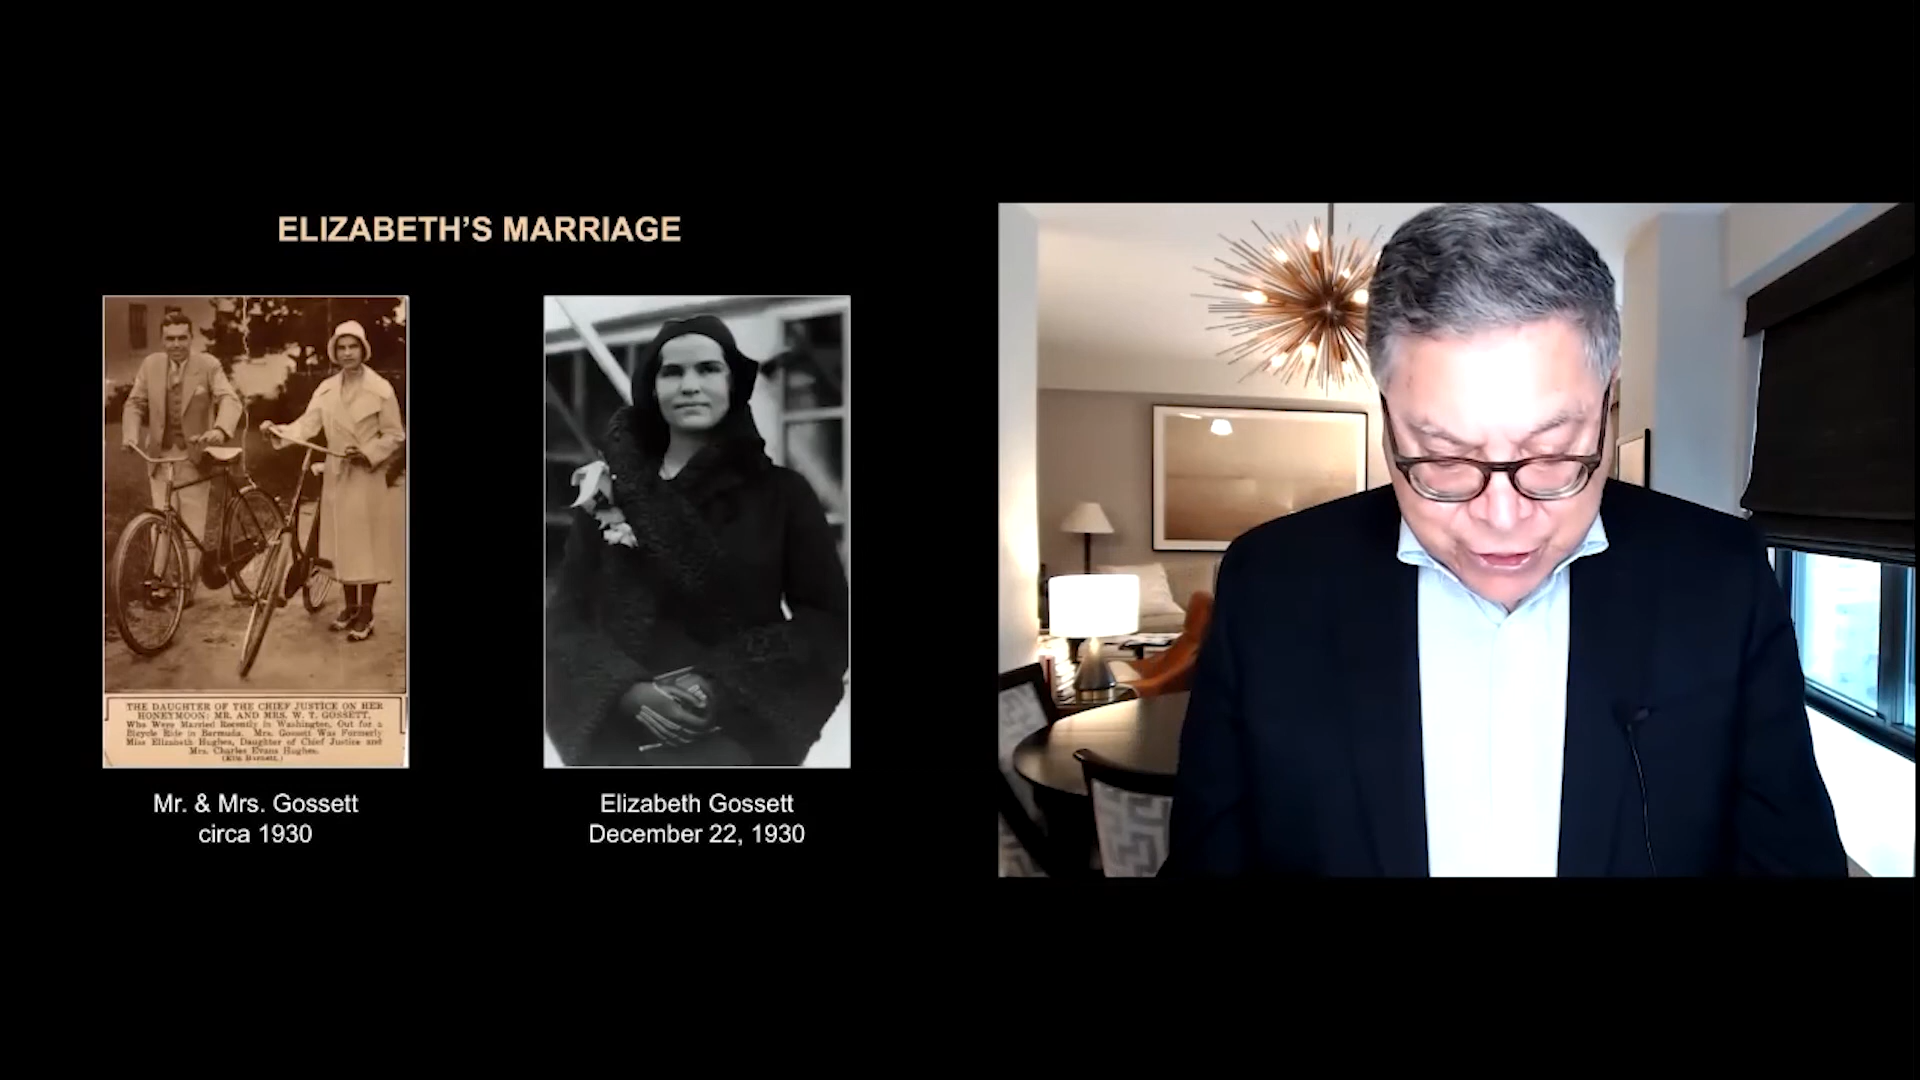 ELIZABETH'S MARRIAGE
THE DAUGHTER OF THE CHIEF JUSTICE ON HER
HONEYMOON: MR. AND MRS. W. T. GOSSETT,
Who Were Married Recently in Washington, Out for a
Bicycle Ride in Bermuda. Mrs. Gossett Was Formerly
Miss Elizabeth Hughes, Daughter of Chief Justice and
Mrs. Charles Evans Hughes.
Mr. & Mrs. Gossett
circa 1930
Elizabeth Gossett
December 22, 1930